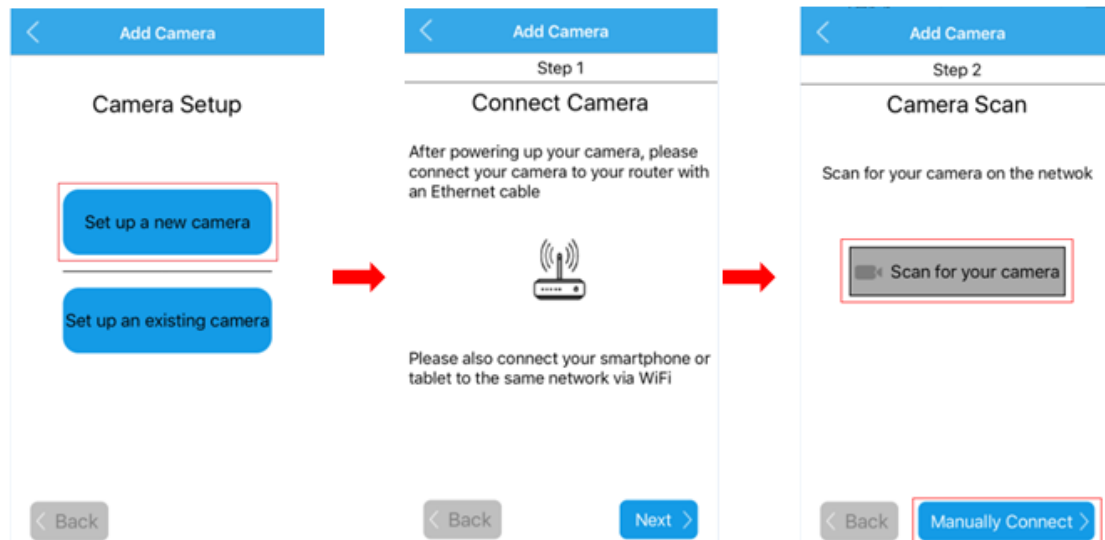 Add Camera
Camera Setup
Set up a new camera
Set up an existing camera
Back
Add Camera
Step 1
Connect Camera
After powering up your camera, please
connect your camera to your router with
an Ethernet cable
Please also connect your smartphone or
tablet to the same network via WiFi
Back
Next
Add Camera
Step 2
Camera Scan
Scan for your camera on the netwok
Scan for your camera
Back
Manually Connect